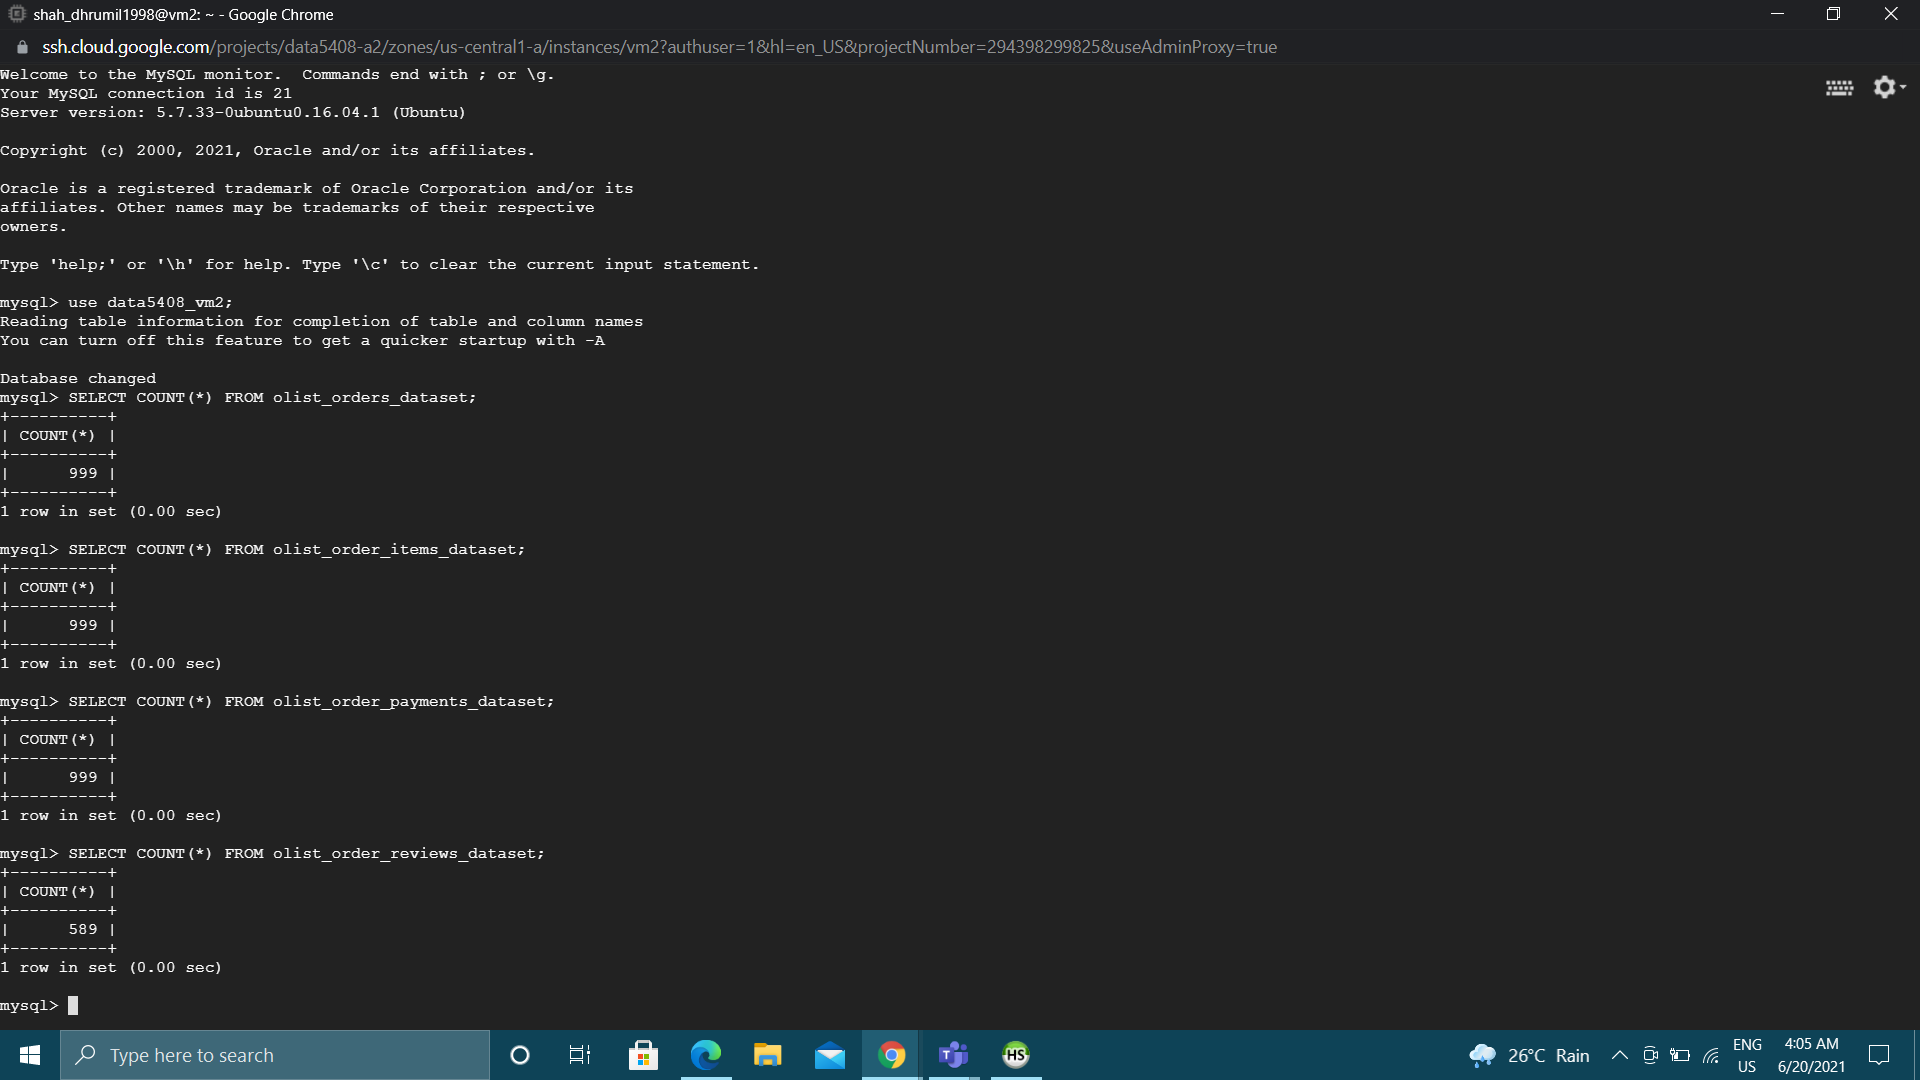 shah_dhrumil1998@vm2: ~ - Google Chrome
ssh.cloud.google.com/projects/data5408-a2/zones/us-central1-a/instances/vm2?authuser=1&hl=en_US&projectNumber=294398299825&useAdminProxy=true
Welcome to the MySQL monitor.  Commands end with ; or \g.
Your MySQL connection id is 21
Server version: 5.7.33-0ubuntu0.16.04.1 (Ubuntu)
Copyright (c) 2000, 2021, Oracle and/or its affiliates.
Oracle is a registered trademark of Oracle Corporation and/or its
affiliates. Other names may be trademarks of their respective
owners.
Type 'help;' or '\h' for help. Type '\c' to clear the current input statement.
mysql> use data5408_vm2;
Reading table information for completion of table and column names
You can turn off this feature to get a quicker startup with -A
Database changed
mysql> SELECT COUNT(*) FROM olist_orders_dataset;
+----------+
| COUNT(*) |
+----------+
|      999 |
+----------+
1 row in set (0.00 sec)
mysql> SELECT COUNT(*) FROM olist_order_items_dataset;
+----------+
| COUNT(*) |
+----------+
|      999 |
+----------+
1 row in set (0.00 sec)
mysql> SELECT COUNT(*) FROM olist_order_payments_dataset;
+----------+
| COUNT(*) |
+----------+
|      999 |
+----------+
1 row in set (0.00 sec)
mysql> SELECT COUNT(*) FROM olist_order_reviews_dataset;
+----------+
| COUNT(*) |
+----------+
|      589 |
+----------+
1 row in set (0.00 sec)
mysql>
Type here to search
HS
26°C Rain
ENG
US
4:05 AM
6/20/2021